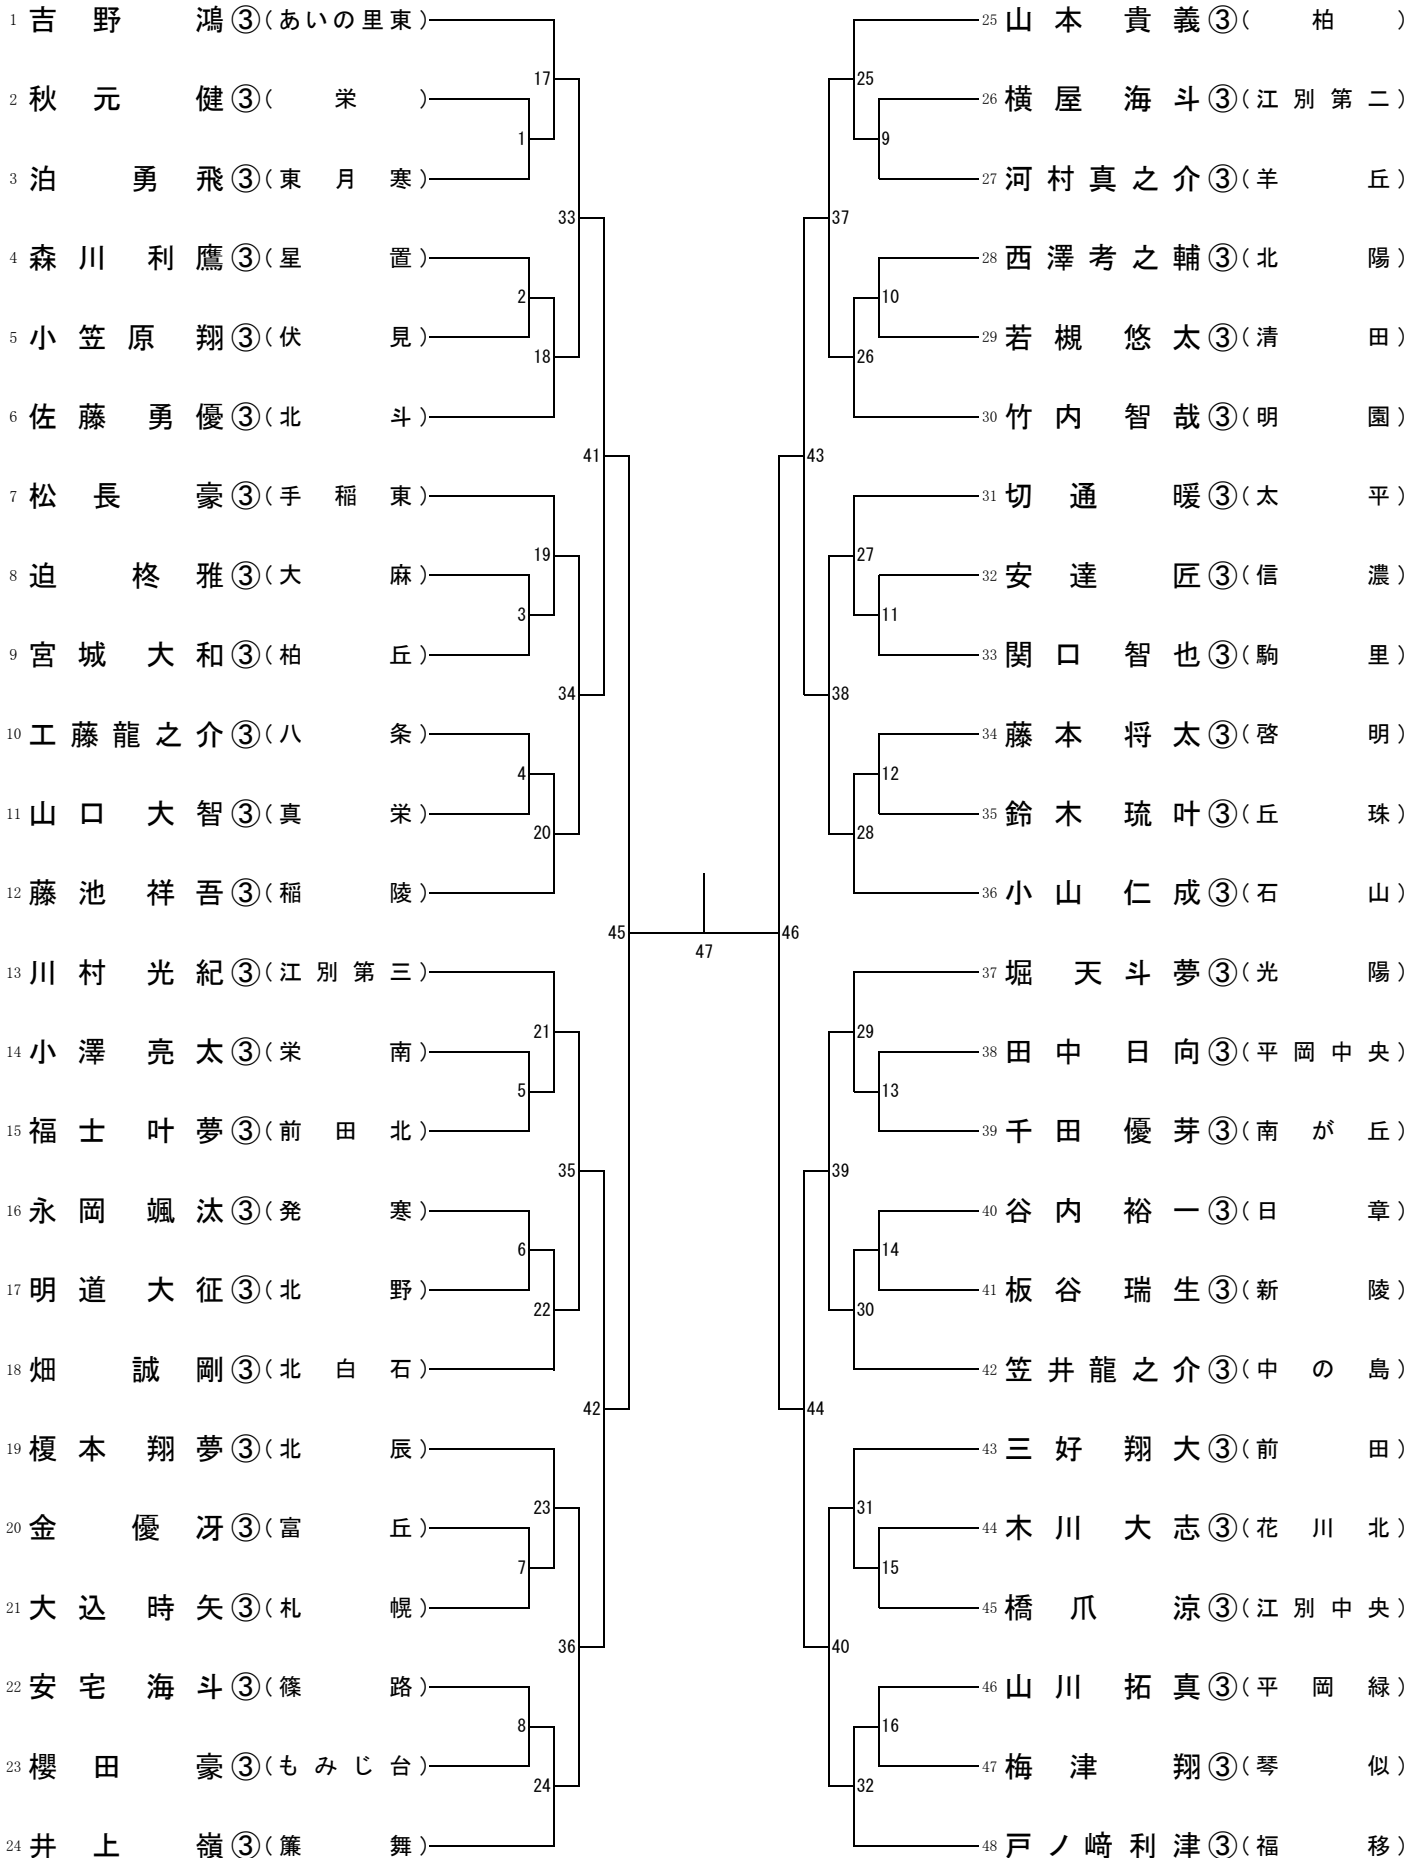 1 吉野鴻③(あいの里東)
2 秋元健③(栄)
3 泊勇飛③(東月寒)
4 森川利鷹③(星置)
5 小笠原翔③(伏見)
6 佐藤勇優③(北斗)
7 松長豪③(手稲東)
8 迫柊雅③(大麻)
9 宮城大和③(柏丘)
10 工藤龍之介③(八条)
11 山口大智③(真栄)
12 藤池祥吾③(稲陵)
13 川村光紀③(江別第三)
14 小澤亮太③(栄南)
15 福士叶夢③(前田北)
16 永岡颯汰③(発寒)
17 明道大征③(北野)
18 畑誠剛③(北白石)
19 榎本翔夢③(北辰)
20 金優冴③(富丘)
21 大込時矢③(札幌)
22 安宅海斗③(篠路)
23 櫻田豪③(もみじ台)
24 井上嶺③(簾舞)
17
1
33
2
18
41
19
3
34
4
20
45
21
5
35
6
22
42
23
7
36
8
24
47
25
9
37
10
26
43
27
11
38
12
28
46
29
13
39
14
30
44
31
15
40
16
32
25 山本貴義③(柏)
26 横屋海斗③(江別第二)
27 河村真之介③(羊丘)
28 西澤考之輔③(北陽)
29 若槻悠太③(清田)
30 竹内智哉③(明園)
31 切通暖③(太平)
32 安達匠③(信濃)
33 関口智也③(駒里)
34 藤本将太③(啓明)
35 鈴木琉叶③(丘珠)
36 小山仁成③(石山)
37 堀天斗夢③(光陽)
38 田中日向③(平岡中央)
39 千田優芽③(南が丘)
40 谷内裕一③(日章)
41 板谷瑞生③(新陵)
42 笠井龍之介③(中の島)
43 三好翔大③(前田)
44 木川大志③(花川北)
45 橋爪涼③(江別中央)
46 山川拓真③(平岡緑)
47 梅津翔③(琴似)
48 戸ノ﨑利津③(福移)